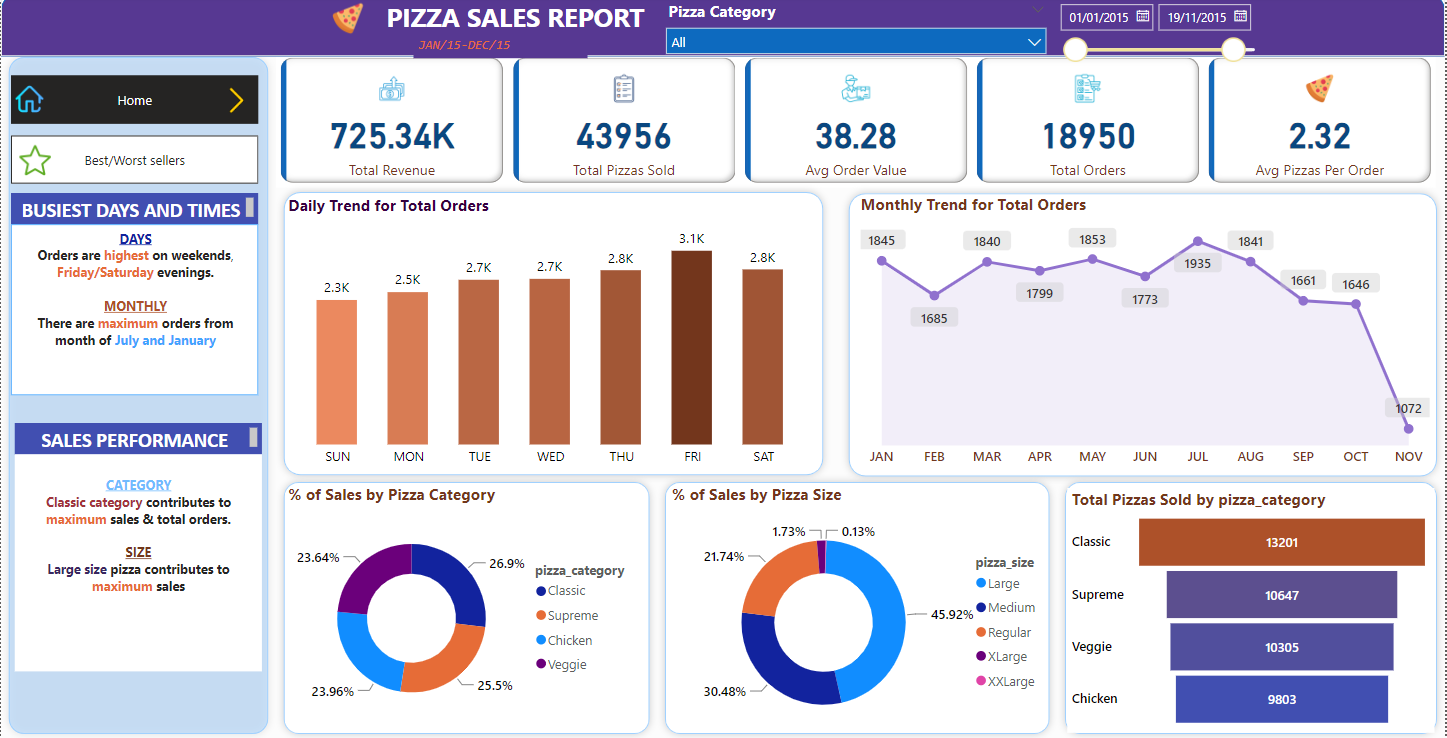 PIZZA SALES REPORT
JAN/15-DEC/15
Pizza Category
All
01/01/2015
19/11/2015
Home
Best/Worst sellers
BUSIEST DAYS AND TIMES
DAYS
Orders are highest on weekends,
Friday/Saturday evenings.
MONTHLY
There are maximum orders from
month of July and January
SALES PERFORMANCE
CATEGORY
Classic category contributes to
maximum sales & total orders.
SIZE
Large size pizza contributes to
maximum sales
725.34K
Total Revenue
43956
Total Pizzas Sold
38.28
Avg Order Value
18950
Total Orders
2.32
Avg Pizzas Per Order
Daily Trend for Total Orders
2.3K
2.5K
2.7K
2.7K
2.8K
3.1K
2.8K
SUN
MON
TUE
WED
THU
FRI
SAT
Monthly Trend for Total Orders
1845
1685
1840
1799
1853
1773
1935
1841
1661
1646
1072
JAN
FEB
MAR
APR
MAY
JUN
JUL
AUG
SEP
OCT
NOV
% of Sales by Pizza Category
23.64%
26.9%
23.96%
25.5%
pizza_category
Classic
Supreme
Chicken
Veggie
% of Sales by Pizza Size
1.73%
0.13%
21.74%
45.92%
30.48%
pizza_size
Large
Medium
Regular
XLarge
XXLarge
Total Pizzas Sold by pizza_category
Classic
13201
Supreme
10647
Veggie
10305
Chicken
9803